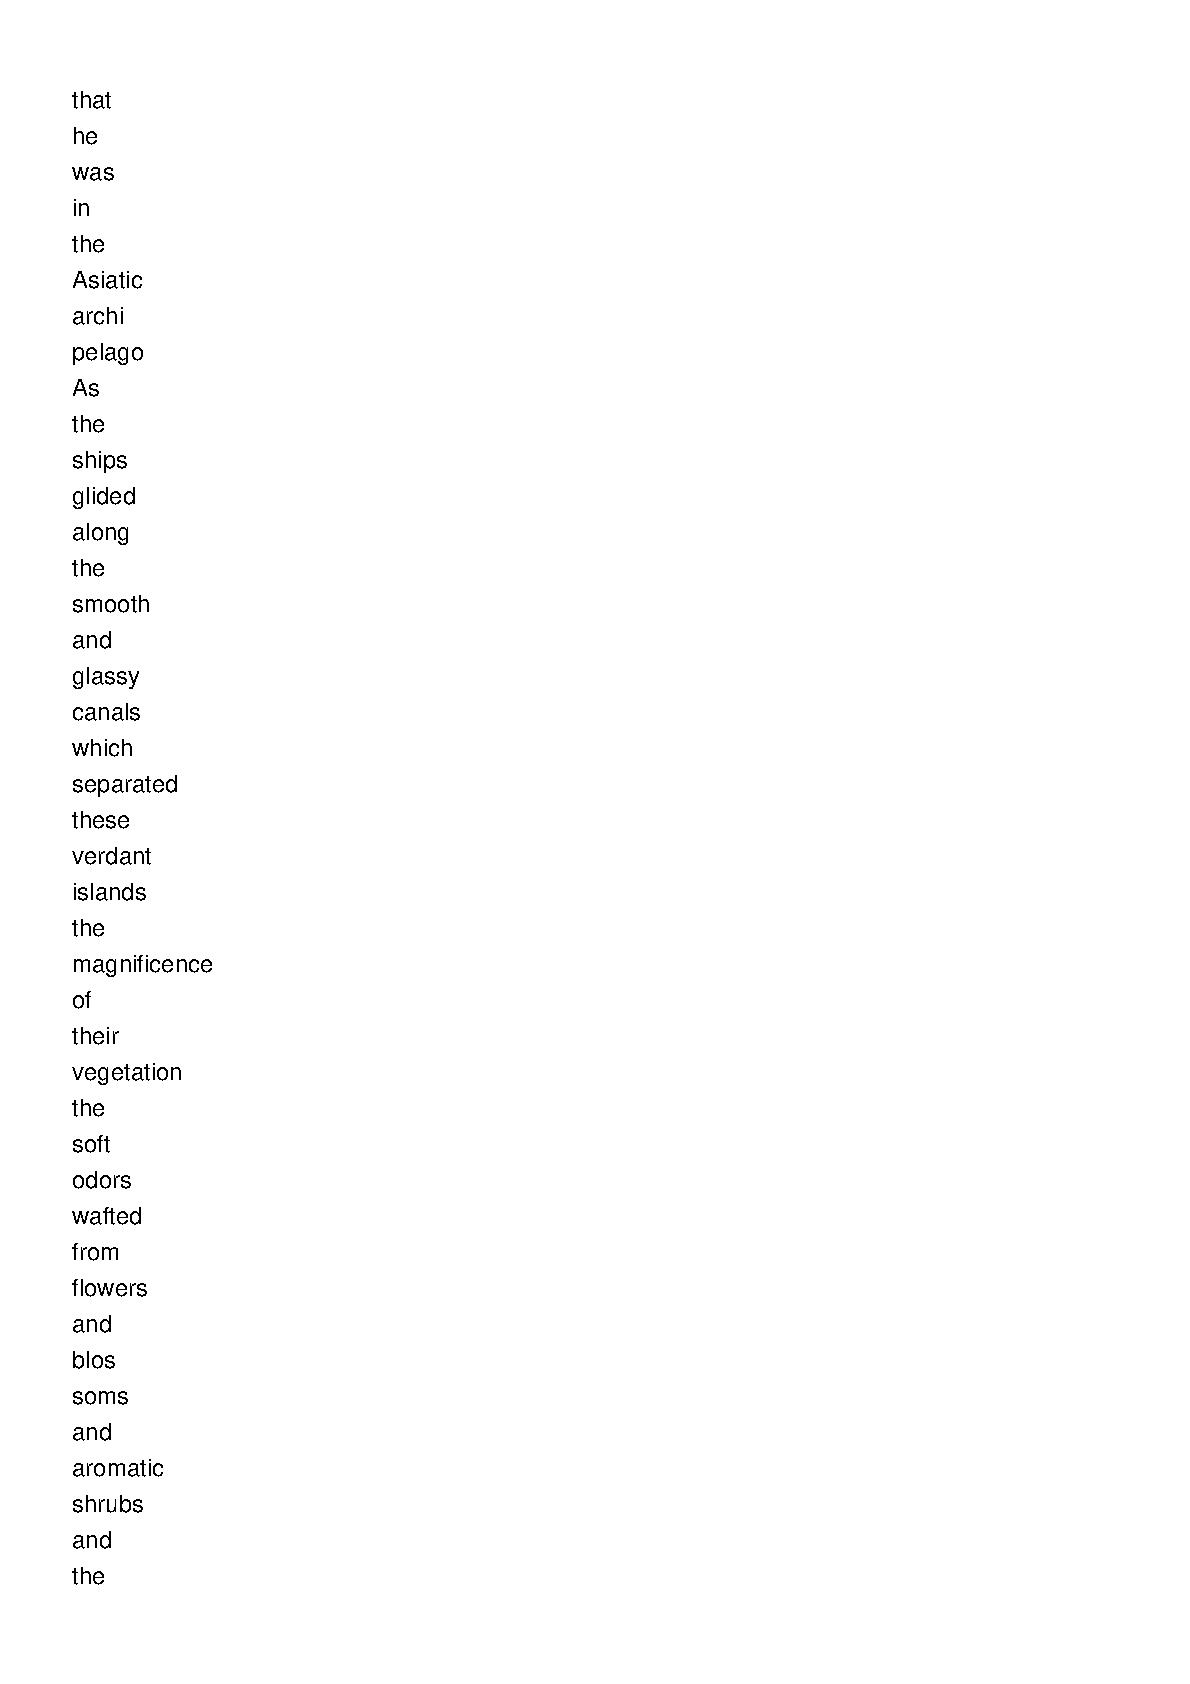 that
he
was
in
the
Asiatic
archi
pelago
As
the
ships
glided
along
the
smooth
and
glassy
canals
which
separated
these
verdant
islands
the
magnificence
of
their
vegetation
the
soft
odors
wafted
from
flowers
and
blos
soms
and
aromatic
shrubs
and
the